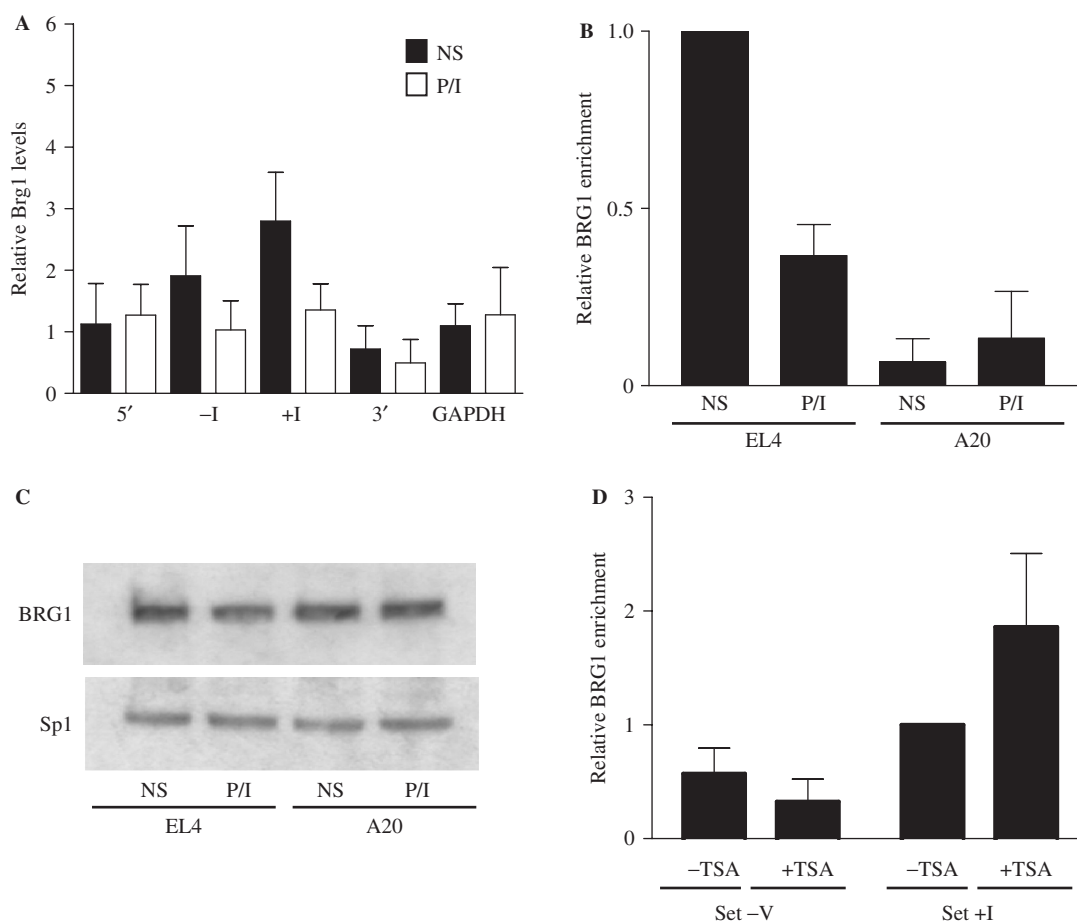 A
Relative Brg1 levels
6
5
4
3
2
1
0
NS
P/I
5′ −I +I 3′ GAPDH
B
Relative BRG1 enrichment
1.0
0.5
0
NS P/I NS P/I
EL4 A20
C
BRG1
Sp1
NS P/I NS P/I
EL4 A20
D
Relative BRG1 enrichment
3
2
1
0
−TSA +TSA −TSA +TSA
Set −V Set +I